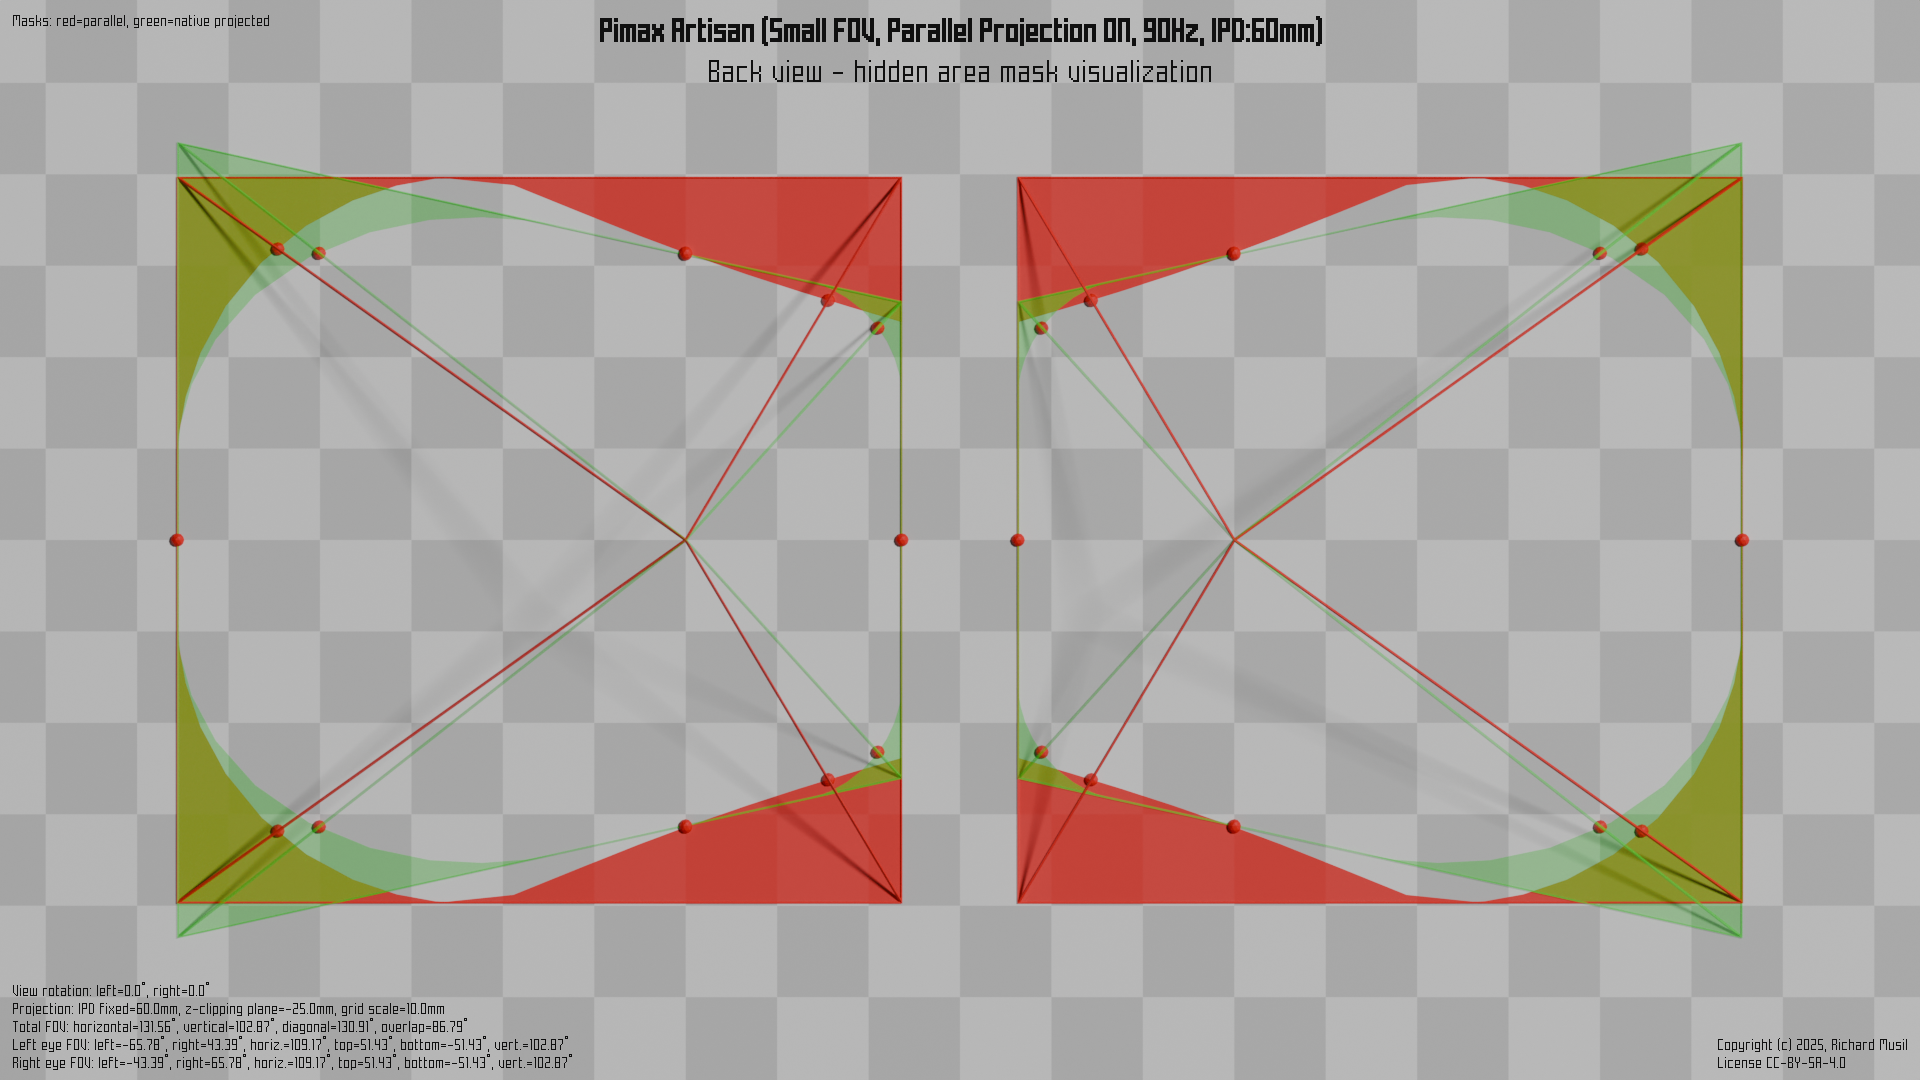 Masks: red=parallel, green=native projected
Pimax Artisan (Small FOV, Parallel Projection ON, 90Hz, IPD:60mm)
Back view - hidden area mask visualization
View rotation: left=0.0°, right=0.0°
Projection: IPD fixed=60.0mm, z-clipping plane=-25.0mm, grid scale=10.0mm
Total FOV: horizontal=131.56°, vertical=102.87°, diagonal=130.91°, overlap=86.79°
Left eye FOV: left=-65.78°, right=43.39°, horiz.=109.17°, top=51.43°, bottom=-51.43°, vert.=102.87°
Right eye FOV: left=-43.39°, right=65.78°, horiz.=109.17°, top=51.43°, bottom=-51.43°, vert.=102.87°
Copyright (c) 2025, Richard Musil
License CC-BY-SA-4.0